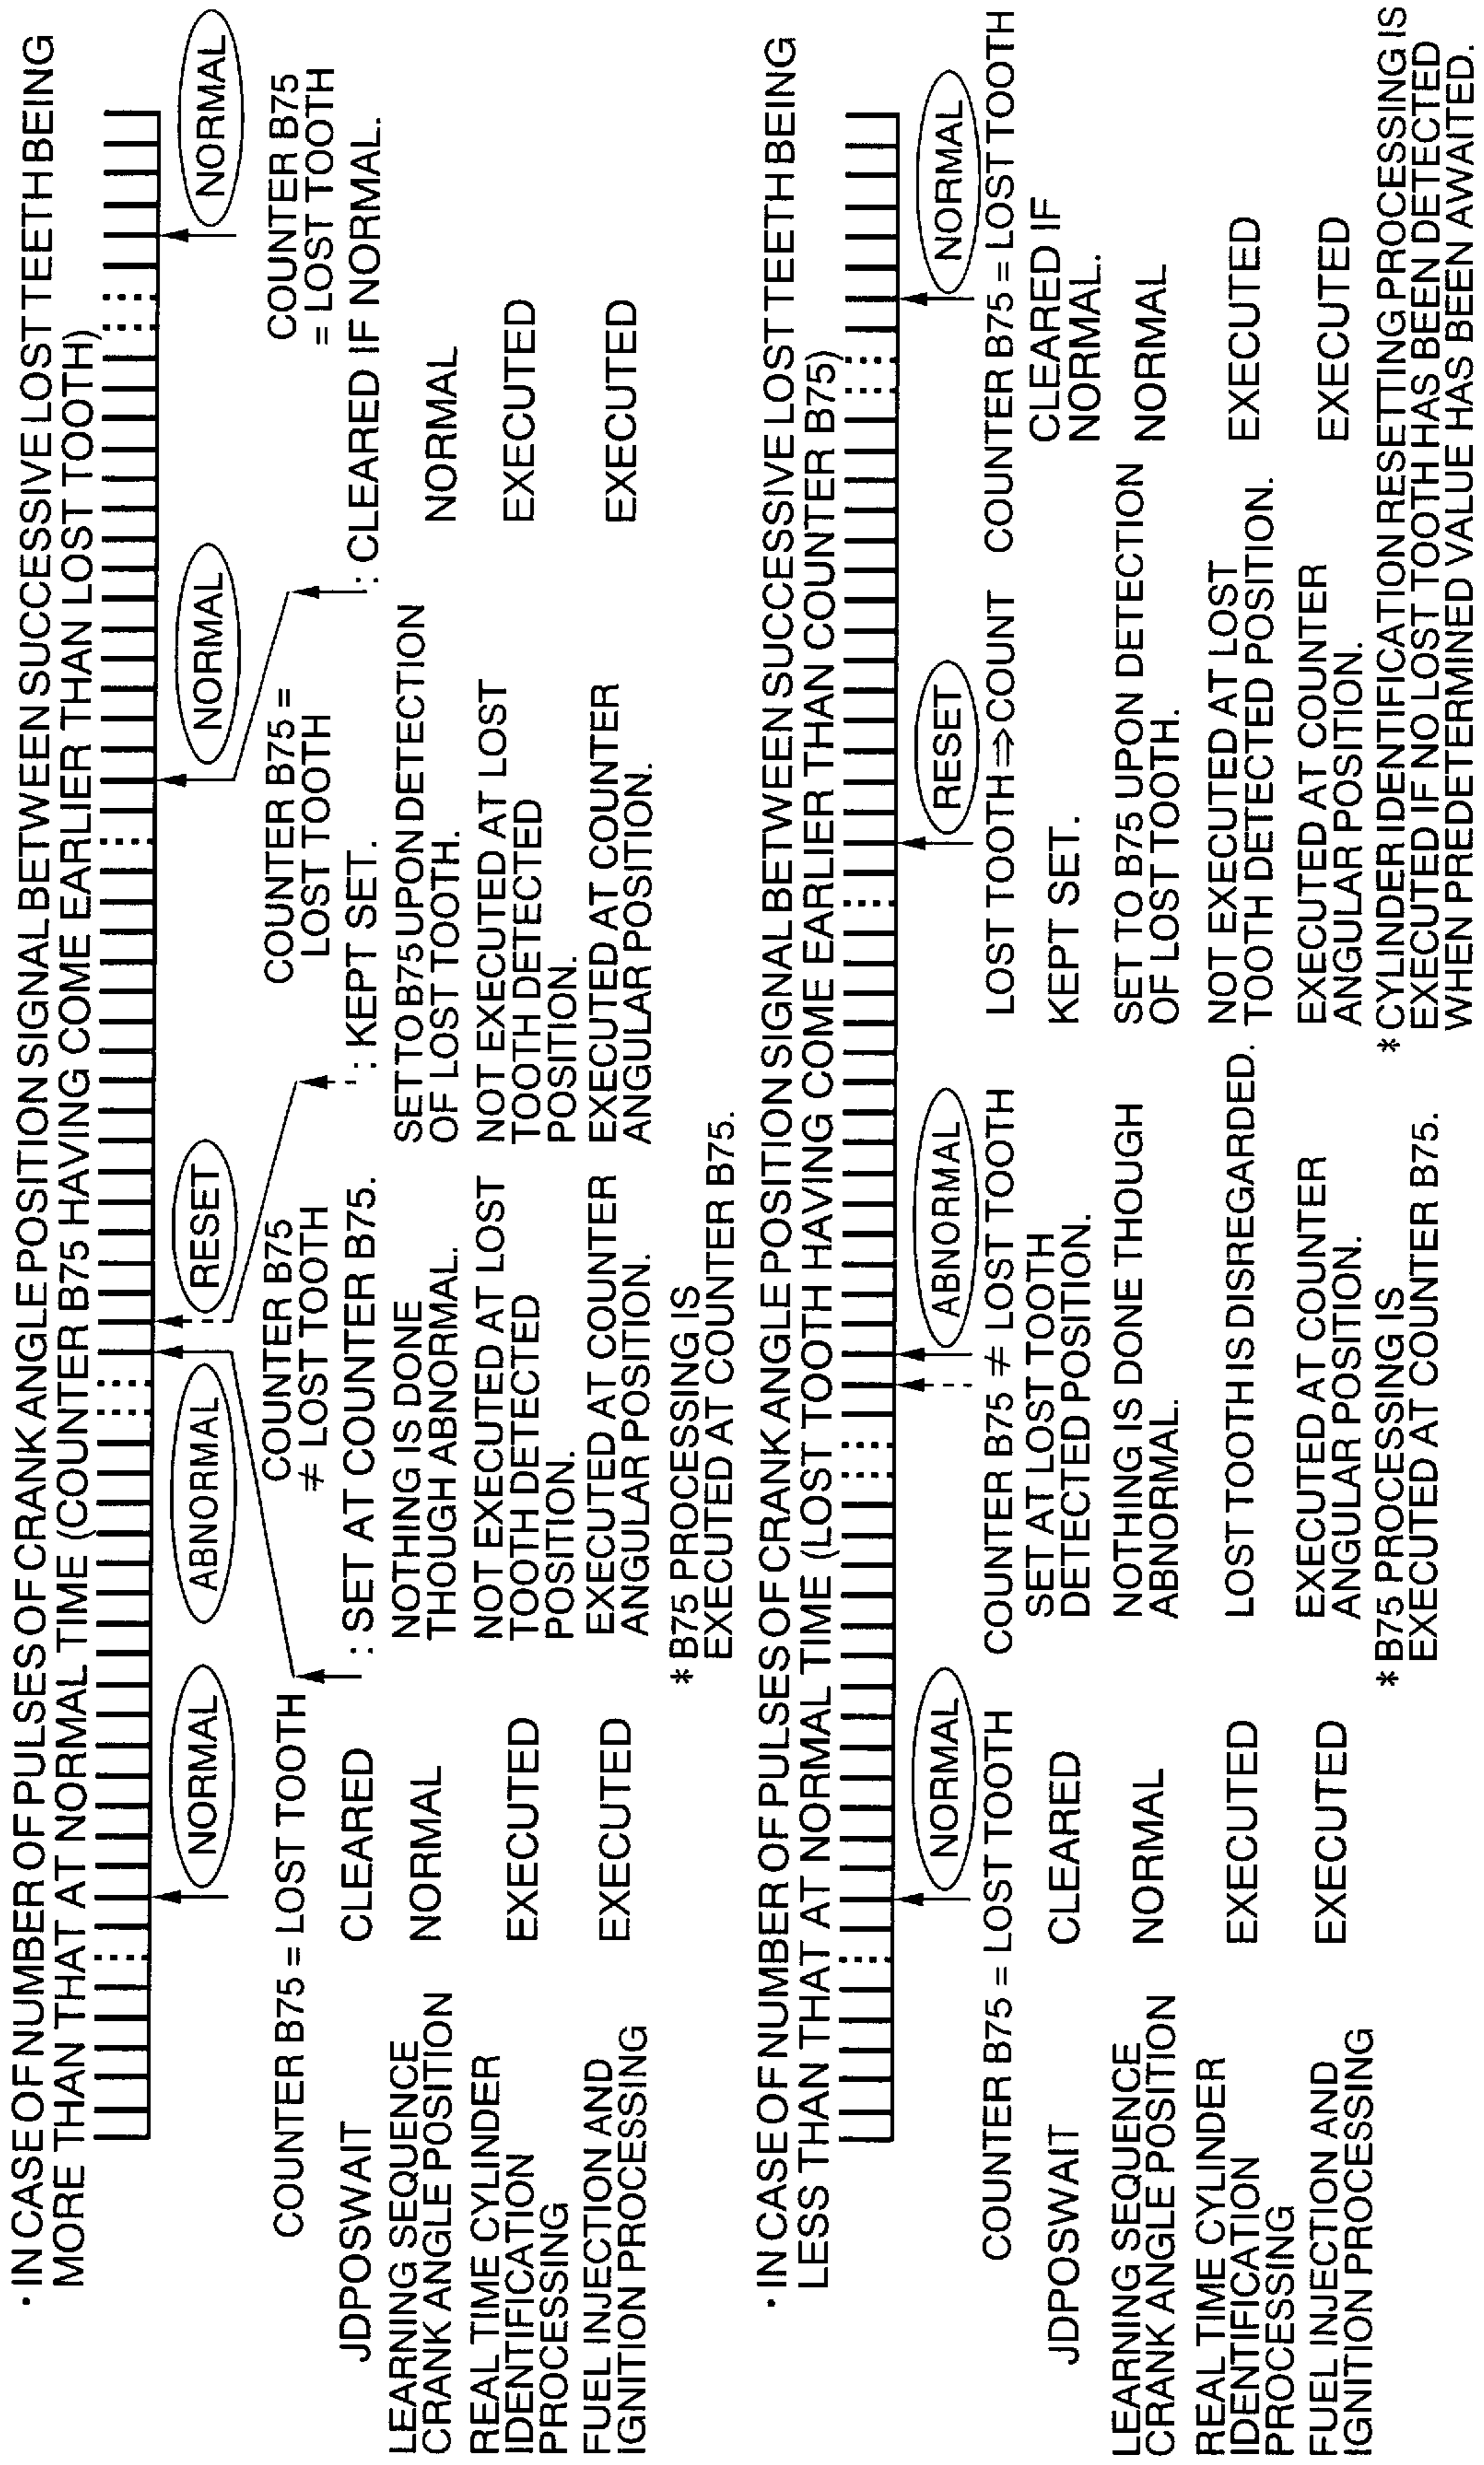 · IN CASE OF NUMBER OF PULSES OF CRANK ANGLE POSITION SIGNAL BETWEEN SUCCESSIVE LOST TEETH BEING
MORE THAN THAT AT NORMAL TIME (COUNTER B75 HAVING COME EARLIER THAN LOST TOOTH)
NORMAL
ABNORMAL
RESET
NORMAL
NORMAL
COUNTER B75 = LOST TOOTH
COUNTER B75
≠ LOST TOOTH
COUNTER B75 =
LOST TOOTH
COUNTER B75
= LOST TOOTH
JDPOSWAIT
CLEARED
: SET AT COUNTER B75.
: KEPT SET.
: CLEARED IF NORMAL.
LEARNING SEQUENCE
CRANK ANGLE POSITION
NORMAL
NOTHING IS DONE
THOUGH ABNORMAL.
SET TO B75 UPON DETECTION
OF LOST TOOTH.
NORMAL
REAL TIME CYLINDER
IDENTIFICATION
PROCESSING
EXECUTED
NOT EXECUTED AT LOST
TOOTH DETECTED
POSITION.
NOT EXECUTED AT LOST
TOOTH DETECTED
POSITION.
EXECUTED
FUEL INJECTION AND
IGNITION PROCESSING
EXECUTED
EXECUTED AT COUNTER
ANGULAR POSITION.
EXECUTED AT COUNTER
ANGULAR POSITION.
EXECUTED
* B75 PROCESSING IS
EXECUTED AT COUNTER B75.
· IN CASE OF NUMBER OF PULSES OF CRANK ANGLE POSITION SIGNAL BETWEEN SUCCESSIVE LOST TEETH BEING
LESS THAN THAT AT NORMAL TIME (LOST TOOTH HAVING COME EARLIER THAN COUNTER B75)
NORMAL
ABNORMAL
RESET
NORMAL
COUNTER B75 = LOST TOOTH
COUNTER B75 ≠ LOST TOOTH
LOST TOOTH ⇒ COUNT
COUNTER B75 = LOST TOOTH
JDPOSWAIT
CLEARED
SET AT LOST TOOTH
DETECTED POSITION.
KEPT SET.
CLEARED IF
NORMAL.
LEARNING SEQUENCE
CRANK ANGLE POSITION
NORMAL
NOTHING IS DONE THOUGH
ABNORMAL.
SET TO B75 UPON DETECTION
OF LOST TOOTH.
NORMAL
REAL TIME CYLINDER
IDENTIFICATION
PROCESSING
EXECUTED
LOST TOOTH IS DISREGARDED.
NOT EXECUTED AT LOST
TOOTH DETECTED POSITION.
EXECUTED
FUEL INJECTION AND
IGNITION PROCESSING
EXECUTED
EXECUTED AT COUNTER
ANGULAR POSITION.
EXECUTED AT COUNTER
ANGULAR POSITION.
EXECUTED
* B75 PROCESSING IS
EXECUTED AT COUNTER B75.
* CYLINDER IDENTIFICATION RESETTING PROCESSING IS
EXECUTED IF NO LOST TOOTH HAS BEEN DETECTED
WHEN PREDETERMINED VALUE HAS BEEN AWAITED.